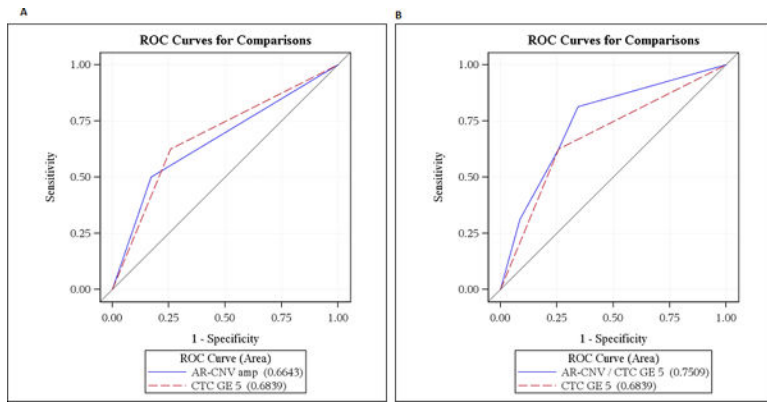 A
ROC Curves for Comparisons
1.00
0.75
0.50
0.25
0.00
Sensitivity
0.00 0.25 0.50 0.75 1.00
1 - Specificity
ROC Curve (Area)
AR-CNV amp (0.6643)
CTC GE 5 (0.6839)
B
ROC Curves for Comparisons
1.00
0.75
0.50
0.25
0.00
Sensitivity
0.00 0.25 0.50 0.75 1.00
1 - Specificity
ROC Curve (Area)
AR-CNV / CTC GE 5 (0.7509)
CTC GE 5 (0.6839)